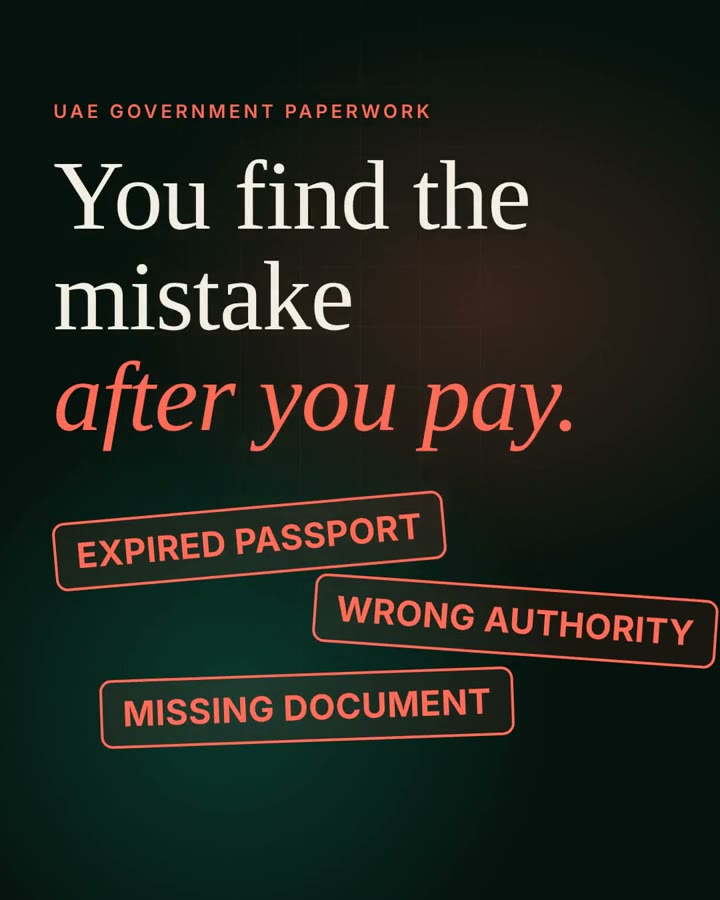 UAE GOVERNMENT PAPERWORK
You find the
mistake
after you pay.
EXPIRED PASSPORT
WRONG AUTHORITY
MISSING DOCUMENT